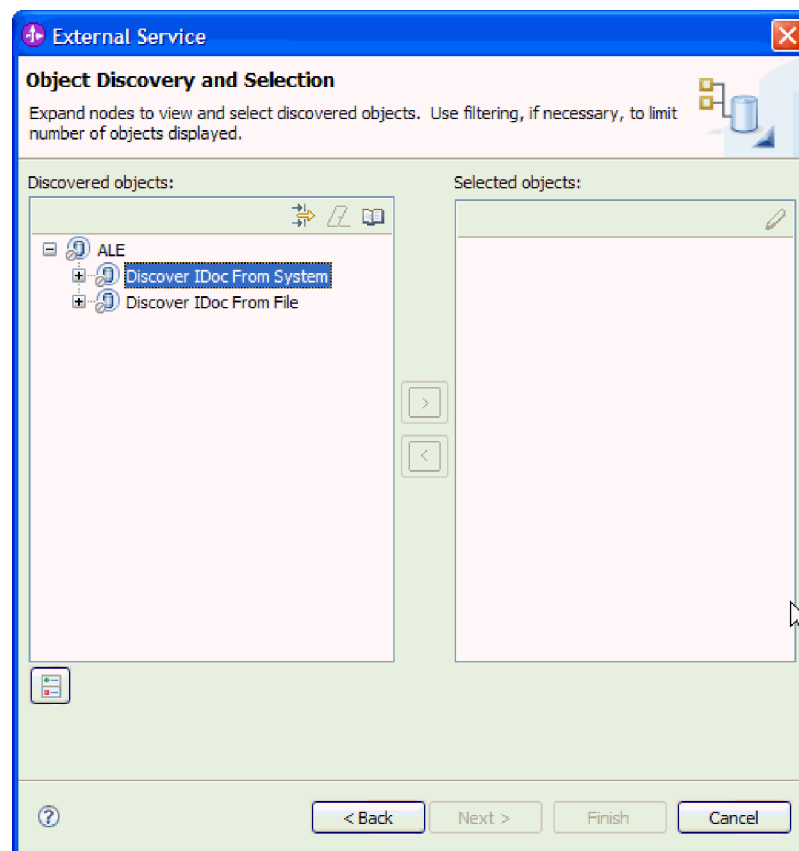 External Service
Object Discovery and Selection
Expand nodes to view and select discovered objects.  Use filtering, if necessary, to limit
number of objects displayed.
Discovered objects:
Selected objects:
ALE
Discover IDoc From System
Discover IDoc From File
>
<
?
< Back
Next >
Finish
Cancel